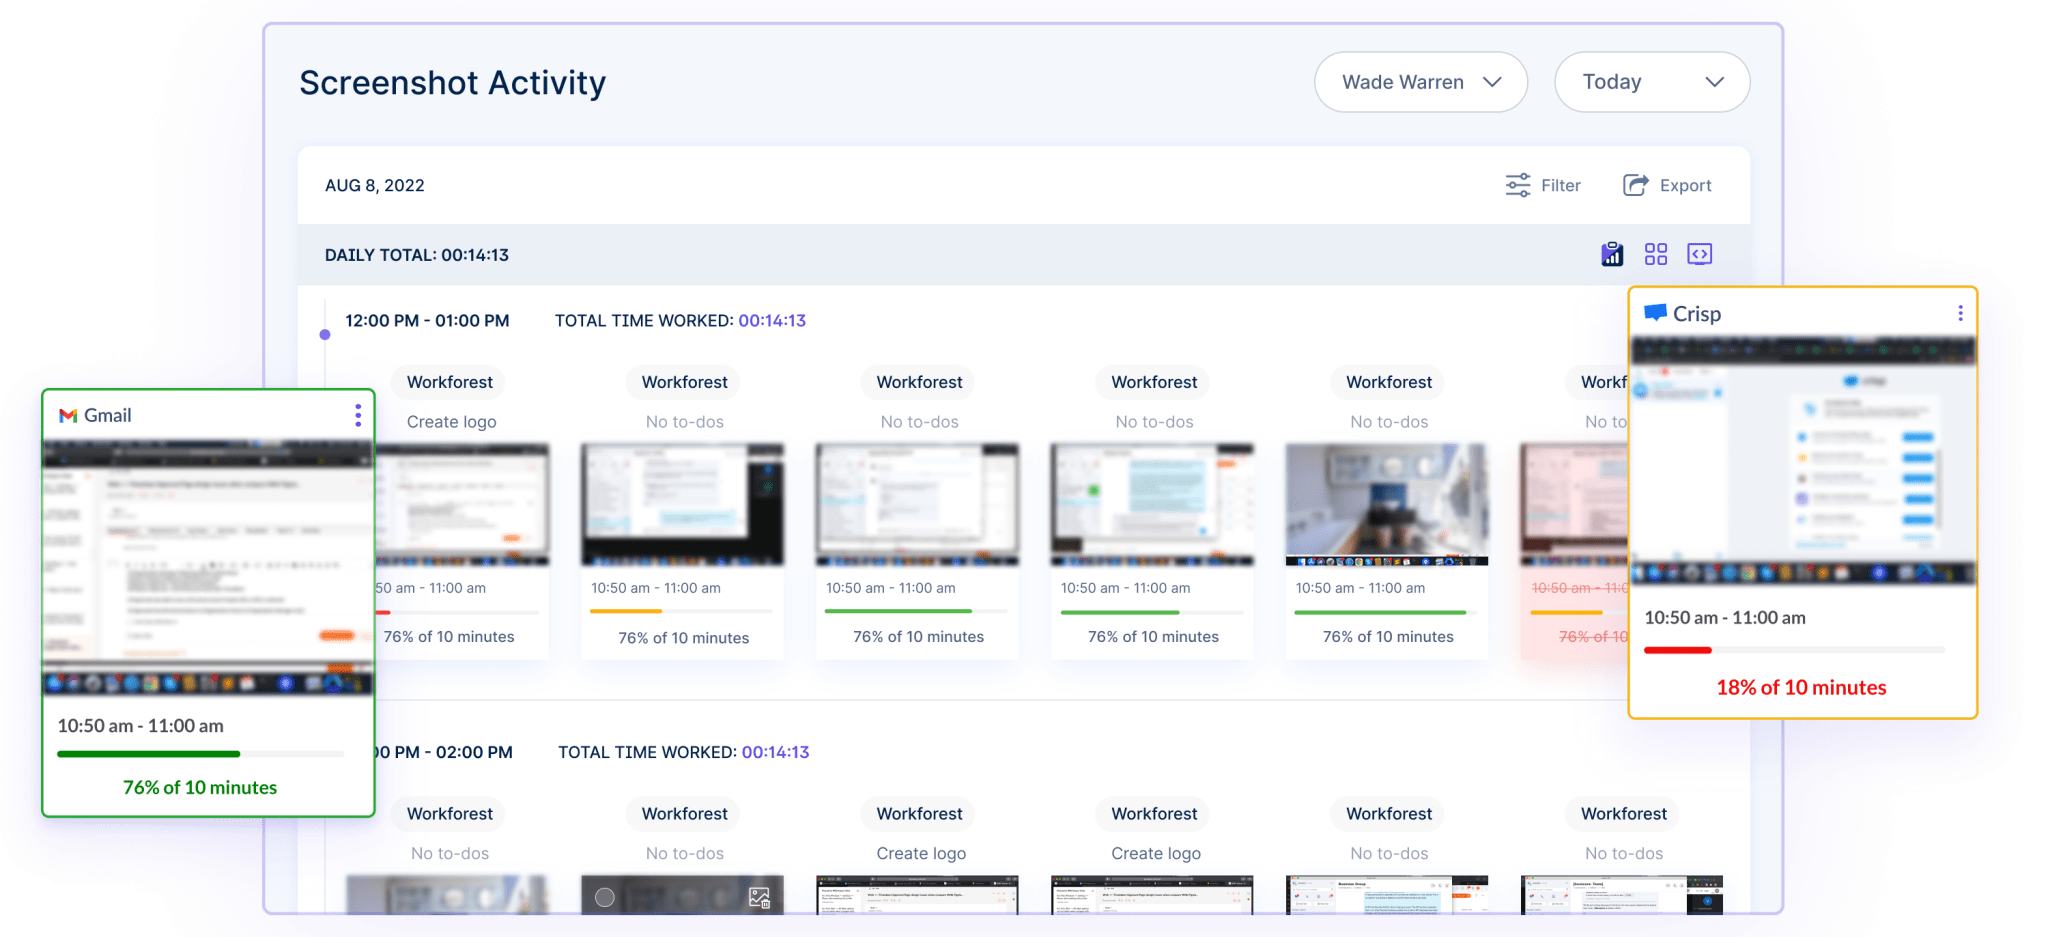 Screenshot Activity
Wade Warren
Today
AUG 8, 2022
Filter
Export
DAILY TOTAL: 00:14:13
12:00 PM - 01:00 PM
TOTAL TIME WORKED: 00:14:13
Workforest
Workforest
Workforest
Workforest
Workforest
Workf
Create logo
No to-dos
No to-dos
No to-dos
No to-dos
No to
50 am - 11:00 am
10:50 am - 11:00 am
10:50 am - 11:00 am
10:50 am - 11:00 am
10:50 am - 11:00 am
10:50 am - 11:0
76% of 10 minutes
76% of 10 minutes
76% of 10 minutes
76% of 10 minutes
76% of 10 minutes
76% of 10
Gmail
10:50 am - 11:00 am
76% of 10 minutes
Crisp
10:50 am - 11:00 am
18% of 10 minutes
00 PM - 02:00 PM
TOTAL TIME WORKED: 00:14:13
Workforest
Workforest
Workforest
Workforest
Workforest
Workforest
No to-dos
No to-dos
Create logo
Create logo
No to-dos
No to-dos